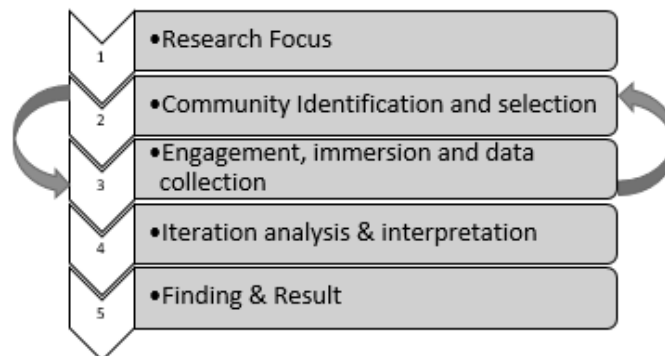 1
•Research Focus
2
•Community Identification and selection
3
•Engagement, immersion and data
collection
4
•Iteration analysis & interpretation
5
•Finding & Result